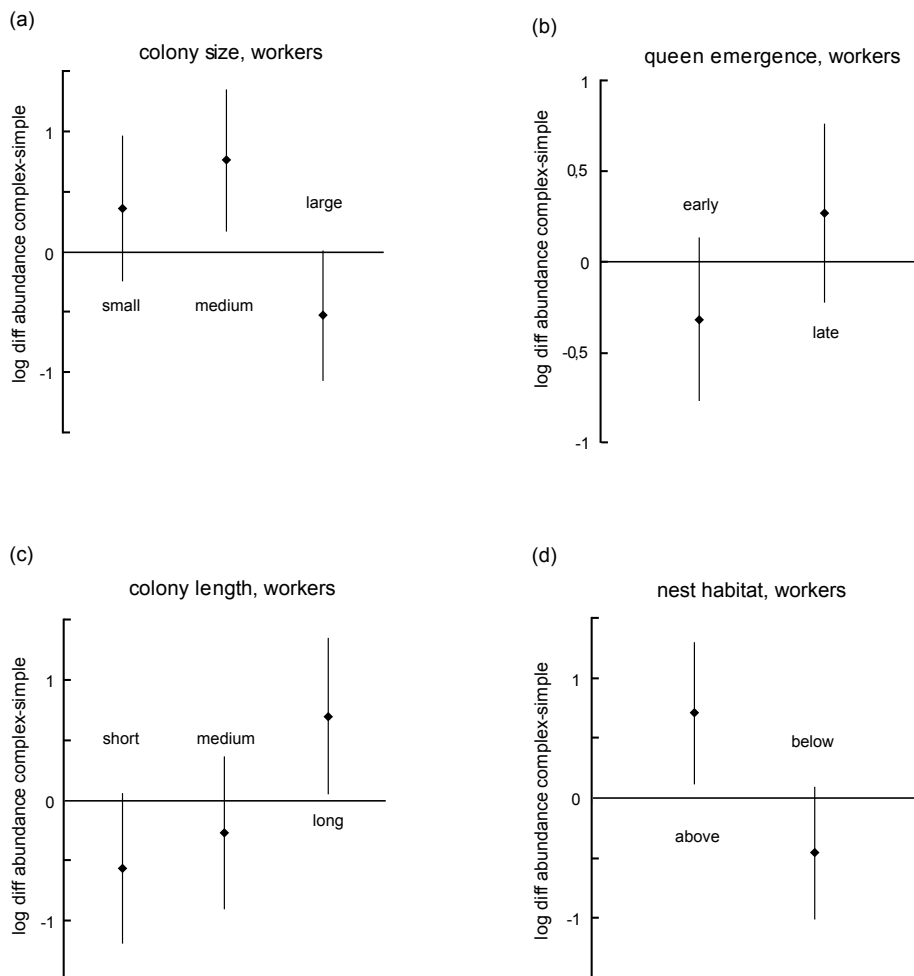 (a)
colony size, workers
log diff abundance complex-simple
1
0
-1
small
medium
large
(b)
queen emergence, workers
log diff abundance complex-simple
1
0,5
0
-0,5
-1
early
late
(c)
colony length, workers
log diff abundance complex-simple
1
0
-1
short
medium
long
(d)
nest habitat, workers
log diff abundance complex-simple
1
0
-1
above
below